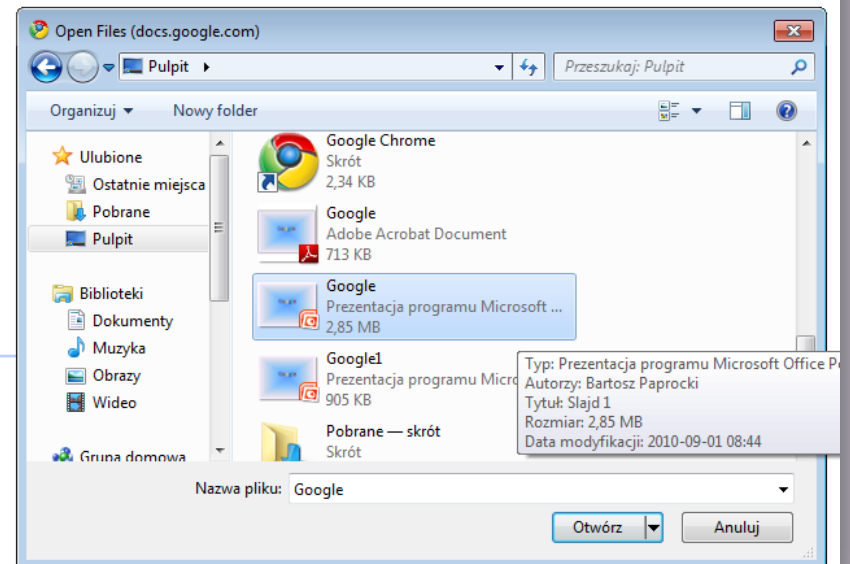 Open Files (docs.google.com)
Pulpit
Przeszukaj: Pulpit
Organizuj
Nowy folder
Ulubione
Ostatnie miejsca
Pobrane
Pulpit
Biblioteki
Dokumenty
Muzyka
Obrazy
Wideo
Grupa domowa
Google Chrome
Skrót
2,34 KB
Google
Adobe Acrobat Document
713 KB
Google
Prezentacja programu Microsoft ...
2,85 MB
Google1
Prezentacja programu Micro
905 KB
Pobrane — skrót
Skrót
Typ: Prezentacja programu Microsoft Office Po
Autorzy: Bartosz Paprocki
Tytuł: Slajd 1
Rozmiar: 2,85 MB
Data modyfikacji: 2010-09-01 08:44
Nazwa pliku: Google
Otwórz
Anuluj